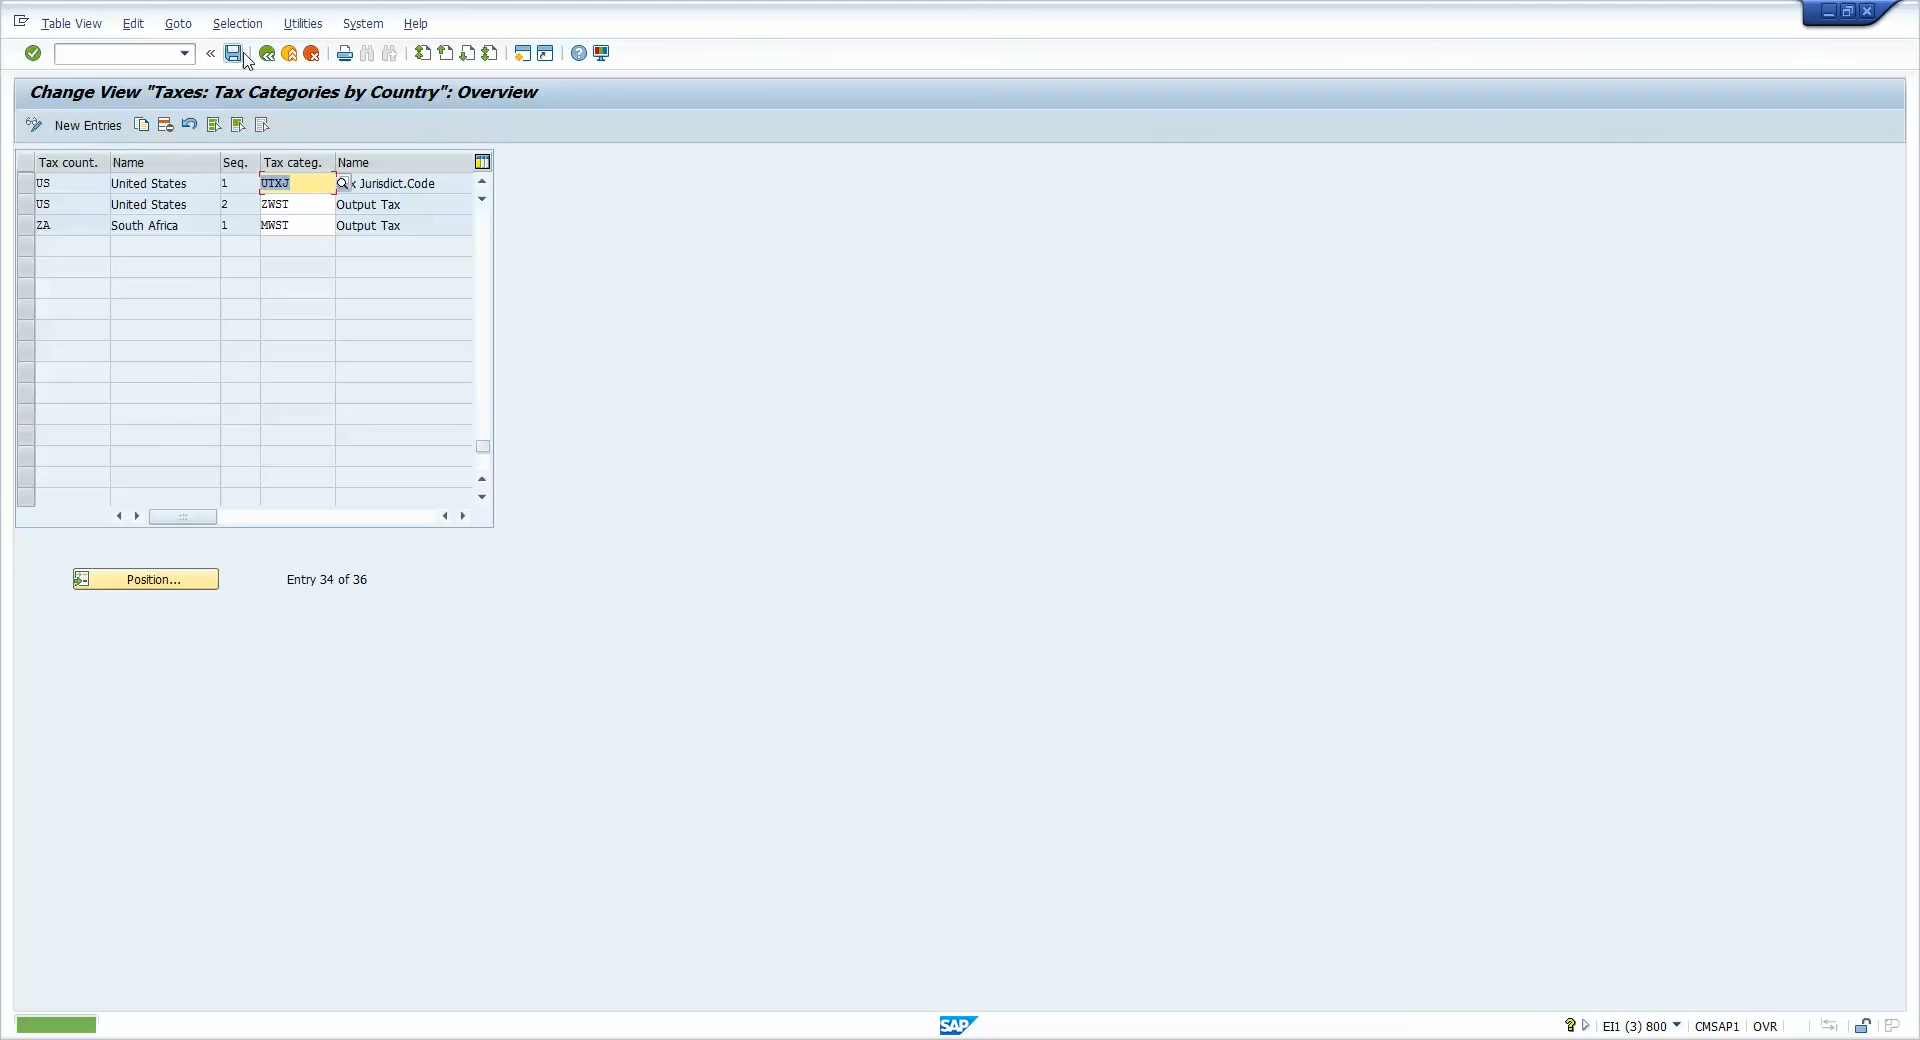 Table View Edit Goto Selection Utilities System Help
«
Change View "Taxes: Tax Categories by Country": Overview
New Entries
Tax count. Name Seq. Tax categ. Name
US United States 1 UTXJ x Jurisdict.Code
US United States 2 ZWST Output Tax
ZA South Africa 1 MWST Output Tax
Position... Entry 34 of 36
SAP EI1 (3) 800 CMSAP1 OVR